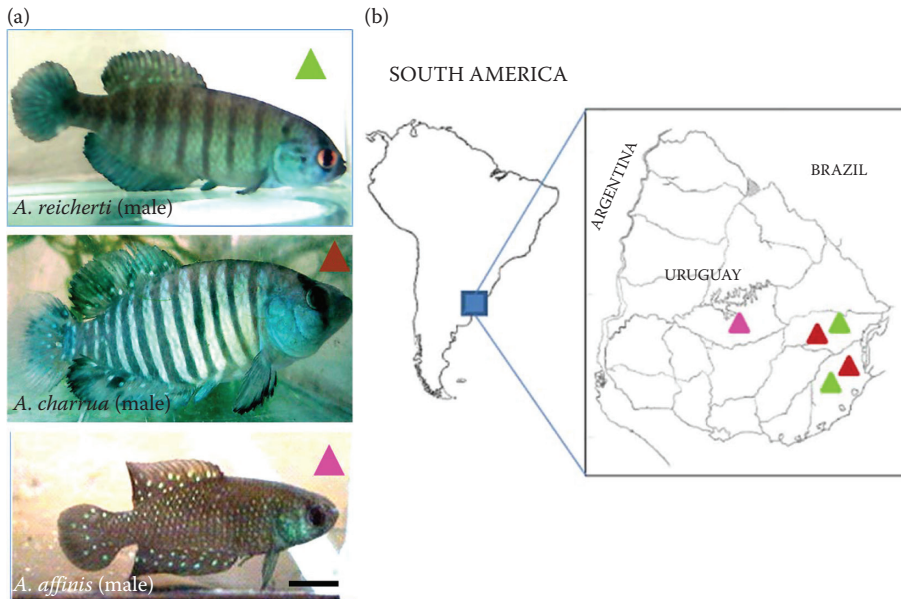 (a)
A. reicherti (male)
A. charrua (male)
A. affinis (male)
(b)
SOUTH AMERICA
ARGENTINA
BRAZIL
URUGUAY